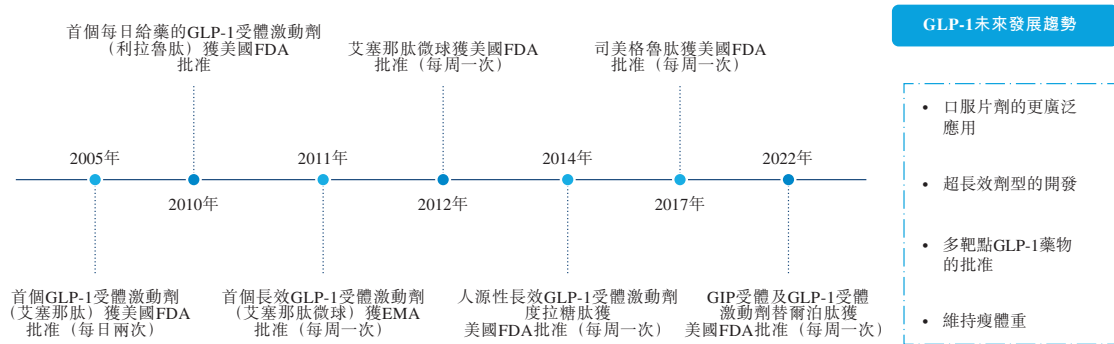 首個每日給藥的GLP-1受體激動劑
（利拉魯肽）獲美國FDA
批准
艾塞那肽微球獲美國FDA
批准（每周一次）
司美格魯肽獲美國FDA
批准（每周一次）
2005年
2011年
2014年
2022年
2010年
2012年
2017年
首個GLP-1受體激動劑
（艾塞那肽）獲美國FDA
批准（每日兩次）
首個長效GLP-1受體激動劑
（艾塞那肽微球）獲EMA
批准（每周一次）
人源性長效GLP-1受體激動劑
度拉糖肽獲
美國FDA批准（每周一次）
GIP受體及GLP-1受體
激動劑替爾泊肽獲
美國FDA批准（每周一次）
GLP-1未來發展趨勢
• 口服片劑的更廣泛
應用
• 超長效劑型的開發
• 多靶點GLP-1藥物
的批准
• 維持瘦體重